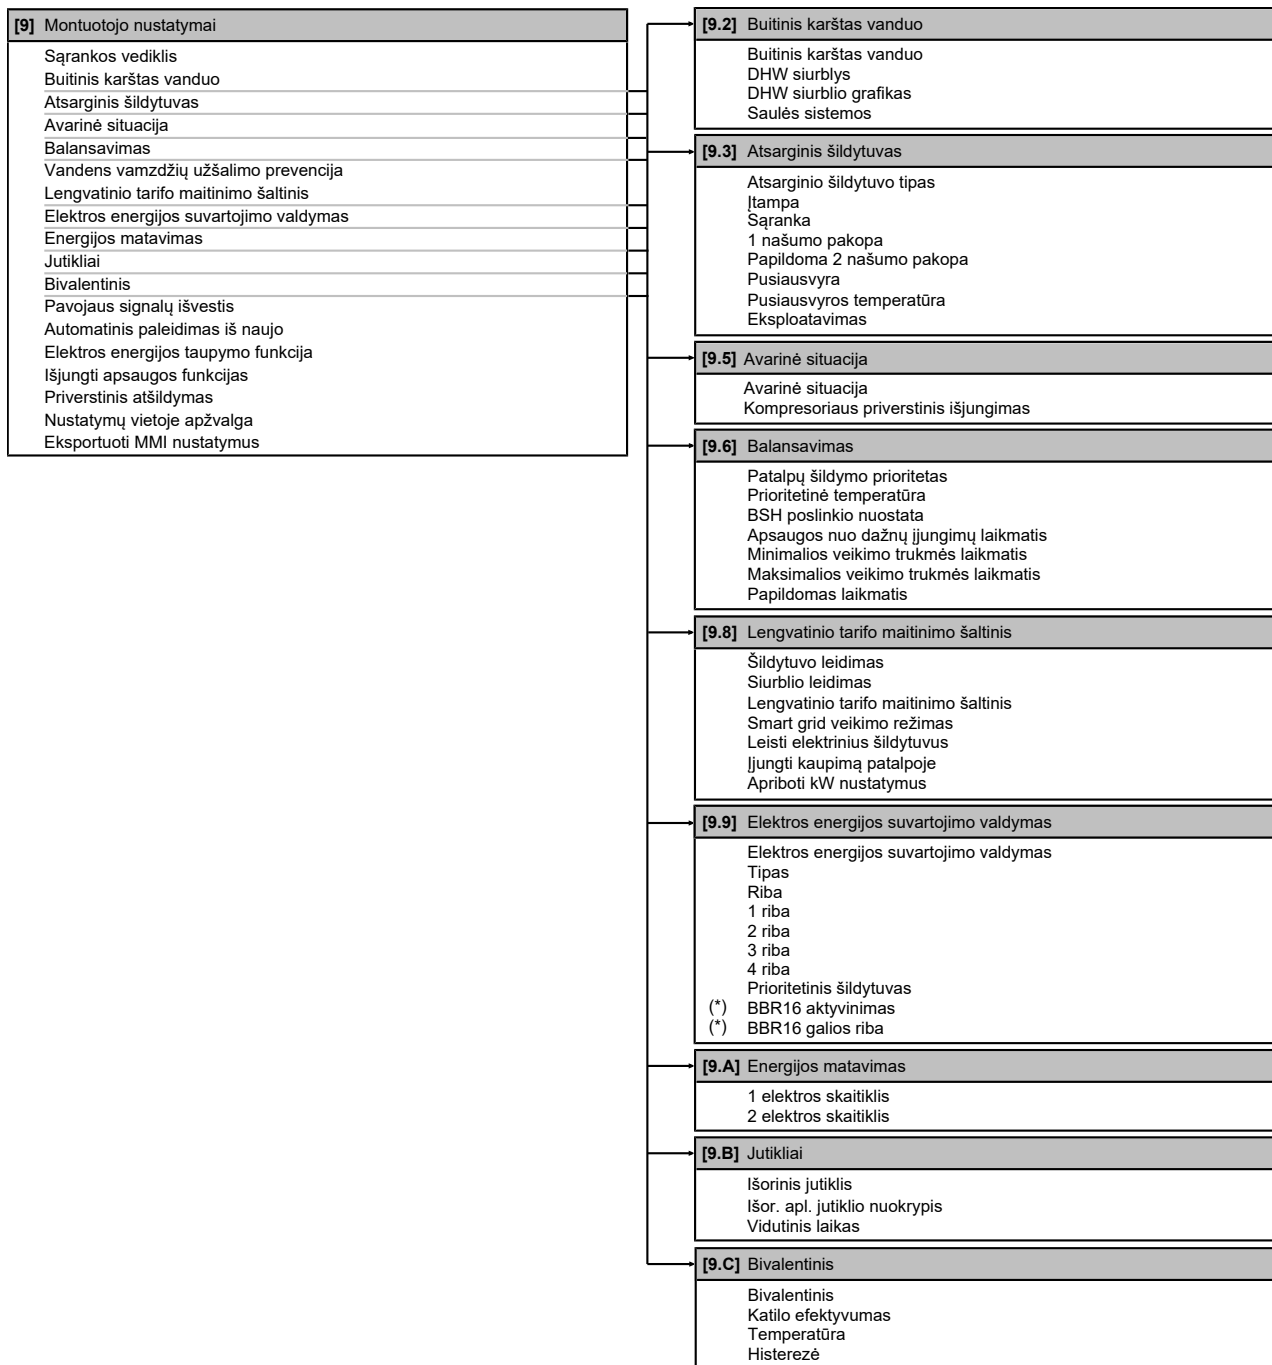 [9] Montuotojo nustatymai
Sąrankos vediklis
Buitinis karštas vanduo
Atsarginis šildytuvas
Avarinė situacija
Balansavimas
Vandens vamzdžių užšalimo prevencija
Lengvatinio tarifo maitinimo šaltinis
Elektros energijos suvartojimo valdymas
Energijos matavimas
Jutikliai
Bivalentinis
Pavojaus signalų išvestis
Automatinis paleidimas iš naujo
Elektros energijos taupymo funkcija
Išjungti apsaugos funkcijas
Priverstinis atšildymas
Nustatymų vietoje apžvalga
Eksportuoti MMI nustatymus
[9.2] Buitinis karštas vanduo
Buitinis karštas vanduo
DHW siurblys
DHW siurblio grafikas
Saulės sistemos
[9.3] Atsarginis šildytuvas
Atsarginio šildytuvo tipas
Įtampa
Sąranka
1 našumo pakopa
Papildoma 2 našumo pakopa
Pusiausvyra
Pusiausvyros temperatūra
Eksploatavimas
[9.5] Avarinė situacija
Avarinė situacija
Kompresoriaus priverstinis išjungimas
[9.6] Balansavimas
Patalpų šildymo prioritetas
Prioritetinė temperatūra
BSH poslinkio nuostata
Apsaugos nuo dažnų įjungimų laikmatis
Minimalios veikimo trukmės laikmatis
Maksimalios veikimo trukmės laikmatis
Papildomas laikmatis
[9.8] Lengvatinio tarifo maitinimo šaltinis
Šildytuvo leidimas
Siurblio leidimas
Lengvatinio tarifo maitinimo šaltinis
Smart grid veikimo režimas
Leisti elektrinius šildytuvus
Įjungti kaupimą patalpoje
Apriboti kW nustatymus
[9.9] Elektros energijos suvartojimo valdymas
Elektros energijos suvartojimo valdymas
Tipas
Riba
1 riba
2 riba
3 riba
4 riba
Prioritetinis šildytuvas
(*) BBR16 aktyvinimas
(*) BBR16 galios riba
[9.A] Energijos matavimas
1 elektros skaitiklis
2 elektros skaitiklis
[9.B] Jutikliai
Išorinis jutiklis
Išor. apl. jutiklio nuokrypis
Vidutinis laikas
[9.C] Bivalentinis
Bivalentinis
Katilo efektyvumas
Temperatūra
Histerezė